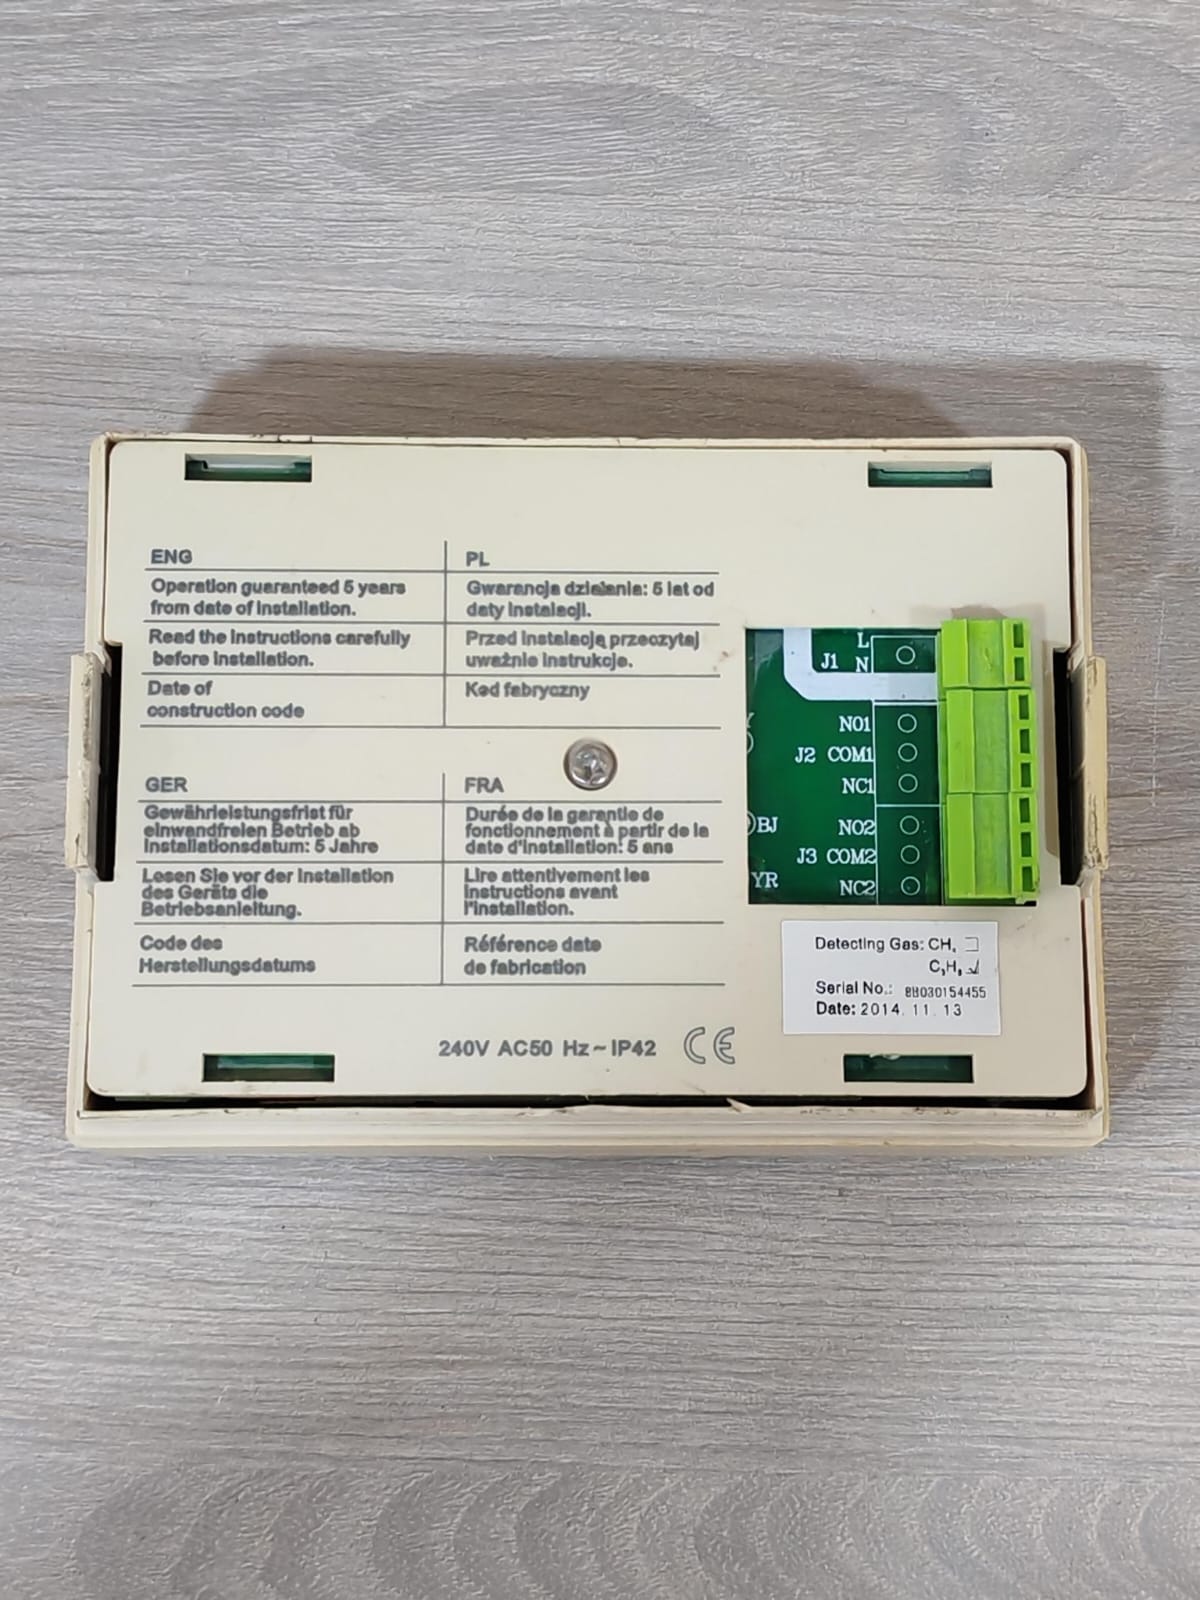 ENG
Operation guaranteed 5 years
from date of installation.
Read the instructions carefully
before installation.
Date of
construction code
PL
Gwarancja działania: 5 lat od
daty instalacji.
Przed instalacją przeczytaj
uważnie instrukcje.
Kod fabryczny
GER
Gewährleistungsfrist für
einwandfreien Betrieb ab
Installationsdatum: 5 Jahre
Lesen Sie vor der Installation
des Geräts die
Betriebsanleitung.
Code des
Herstellungsdatums
FRA
Durée de la garantie de
fonctionnement à partir de la
date d'installation: 5 ans
Lire attentivement les
instructions avant
l'installation.
Référence date
de fabrication
240V AC50 Hz~IP42 CE
L
J1 N
NO1
J2 COM1
NC1
BJ NO2
J3 COM2
YR NC2
Detecting Gas: CH₄
C₃H₈
Serial No.: 8B030154455
Date: 2014. 11. 13